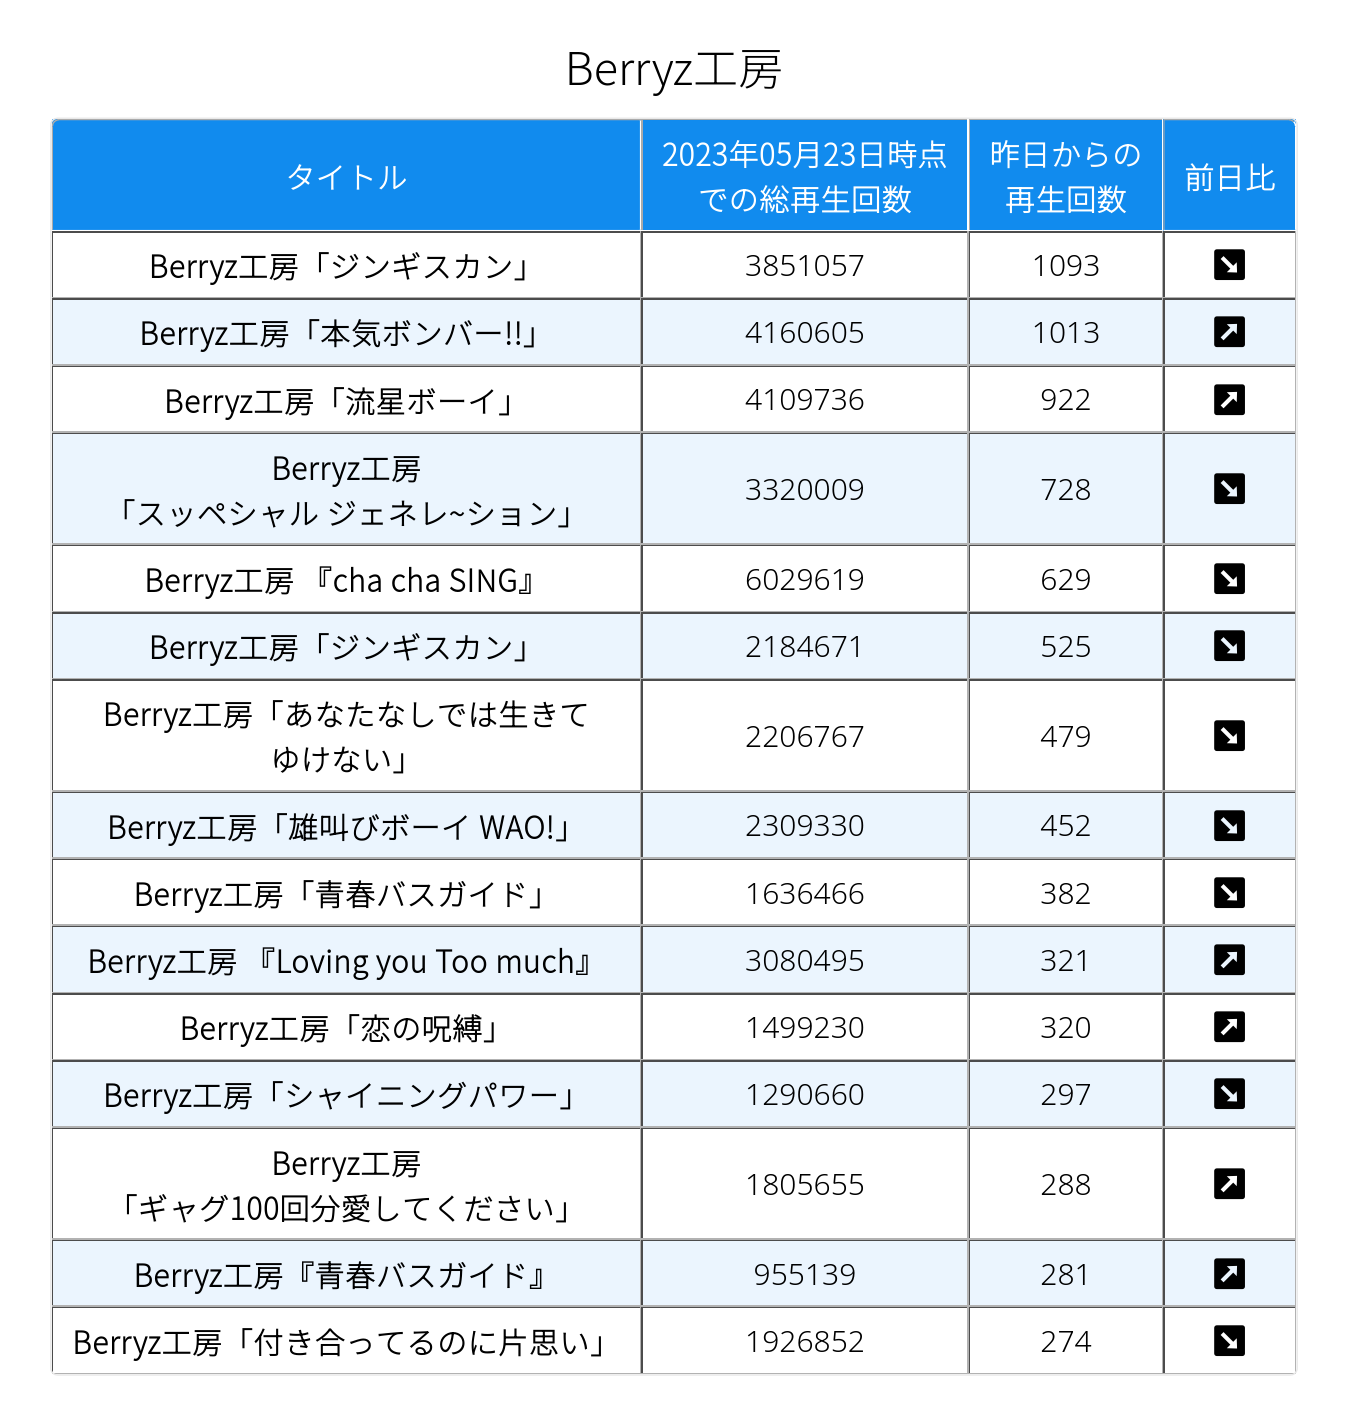 Berryz工房
タイトル
2023年05月23日時点
での総再生回数
昨日からの
再生回数
前日比
Berryz工房「ジンギスカン」 3851057 1093
Berryz工房「本気ボンバー!!」 4160605 1013
Berryz工房「流星ボーイ」 4109736 922
Berryz工房
「スッペシャル ジェネレ~ション」 3320009 728
Berryz工房 『cha cha SING』 6029619 629
Berryz工房「ジンギスカン」 2184671 525
Berryz工房「あなたなしでは生きて
ゆけない」 2206767 479
Berryz工房「雄叫びボーイ WAO!」 2309330 452
Berryz工房「青春バスガイド」 1636466 382
Berryz工房 『Loving you Too much』 3080495 321
Berryz工房「恋の呪縛」 1499230 320
Berryz工房「シャイニングパワー」 1290660 297
Berryz工房
「ギャグ100回分愛してください」 1805655 288
Berryz工房『青春バスガイド』 955139 281
Berryz工房「付き合ってるのに片思い」 1926852 274